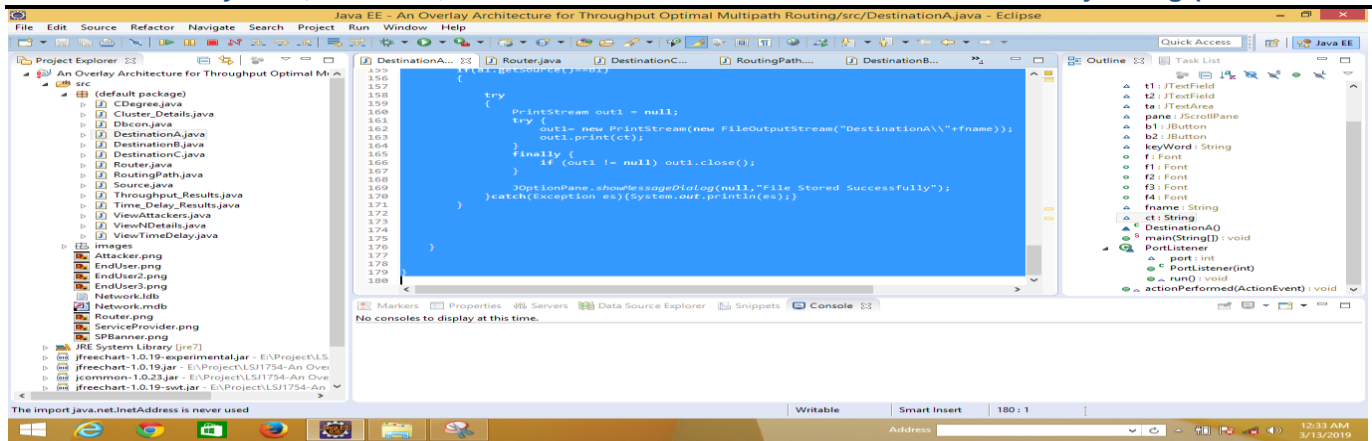 Java EE - An Overlay Architecture for Throughput Optimal Multipath Routing/src/DestinationA.java - Eclipse
File Edit Source Refactor Navigate Search Project Run Window Help
Quick Access
Java EE
Project Explorer
An Overlay Architecture for Throughput Optimal Mu
src
(default package)
CDegree.java
Cluster_Details.java
Dbcon.java
DestinationA.java
DestinationB.java
DestinationC.java
Router.java
RoutingPath.java
Source.java
Throughput_Results.java
Time_Delay_Results.java
ViewAttackers.java
ViewNDetails.java
ViewTimeDelay.java
images
Attacker.png
EndUser.png
EndUser2.png
EndUser3.png
Network.ldb
Network.mdb
Router.png
ServiceProvider.png
SPBanner.png
JRE System Library [jre7]
jfreechart-1.0.19-experimental.jar - E:\Project\LS
jfreechart-1.0.19.jar - E:\Project\LSJ1754-An Over
jcommon-1.0.23.jar - E:\Project\LSJ1754-An Ove
jfreechart-1.0.19-swt.jar - E:\Project\LSJ1754-An
DestinationA... Router.java DestinationC... RoutingPath.... DestinationB...
155 if(a1.getSource()==b1)
156 {
157
158 try
159 {
160 PrintStream out1 = null;
161 try {
162 out1= new PrintStream(new FileOutputStream("DestinationA\\"+fname));
163 out1.print(ct);
164 }
165 finally {
166 if (out1 != null) out1.close();
167 }
168
169 JOptionPane.showMessageDialog(null,"File Stored Successfully");
170 }catch(Exception es){System.out.println(es);}
171 }
172
173
174
175
176 }
177
178
179 }
180
Outline Task List
t1 : JTextField
t2 : JTextField
ta : JTextArea
pane : JScrollPane
b1 : JButton
b2 : JButton
keyWord : String
f : Font
f1 : Font
f2 : Font
f3 : Font
f4 : Font
fname : String
ct : String
DestinationA()
main(String[]) : void
PortListener
port : int
PortListener(int)
run() : void
actionPerformed(ActionEvent) : void
Markers Properties Servers Data Source Explorer Snippets Console
No consoles to display at this time.
The import java.net.InetAddress is never used
Writable Smart Insert 180 : 1
Address
12:33 AM
3/13/2019